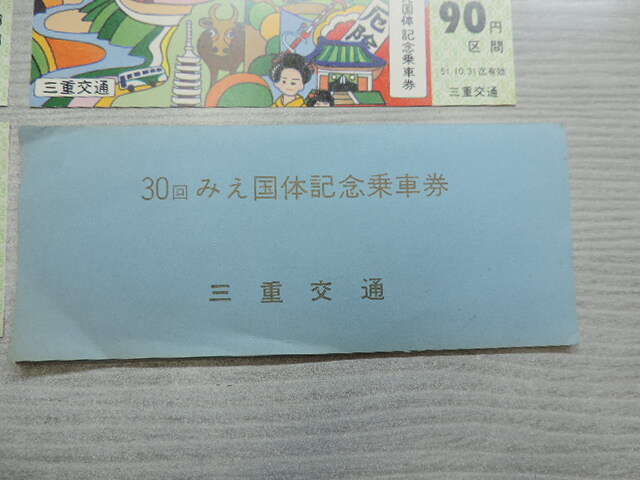 厄除
国体記念乗車券
90円
区間
51.10.31迄有効
三重交通
三重交通
30回 みえ国体記念乗車券
三重交通